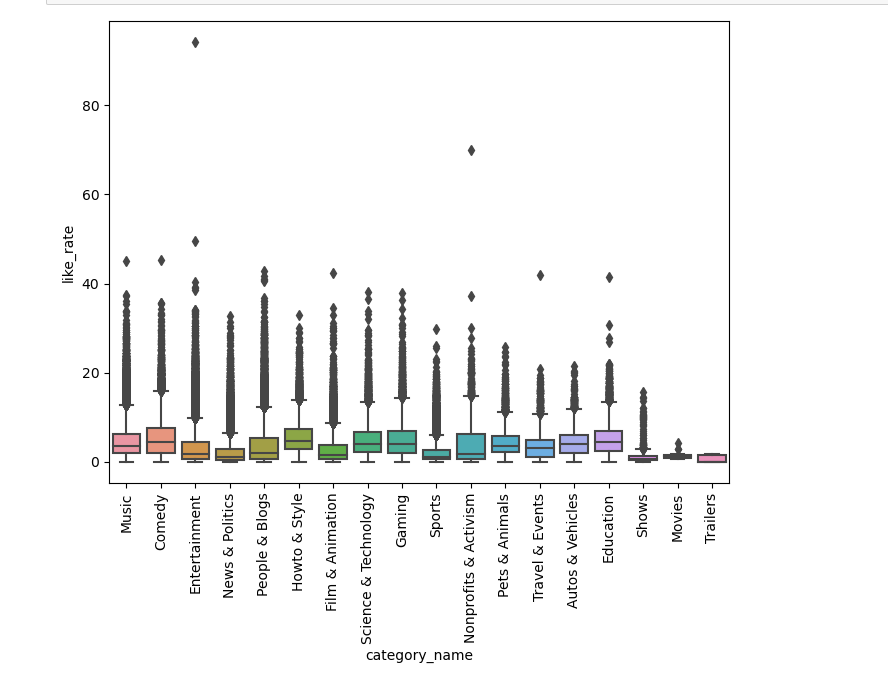 80
60
40
20
0
like_rate
Music
Comedy
Entertainment
News & Politics
People & Blogs
Howto & Style
Film & Animation
Science & Technology
Gaming
Sports
Nonprofits & Activism
Pets & Animals
Travel & Events
Autos & Vehicles
Education
Shows
Movies
Trailers
category_name